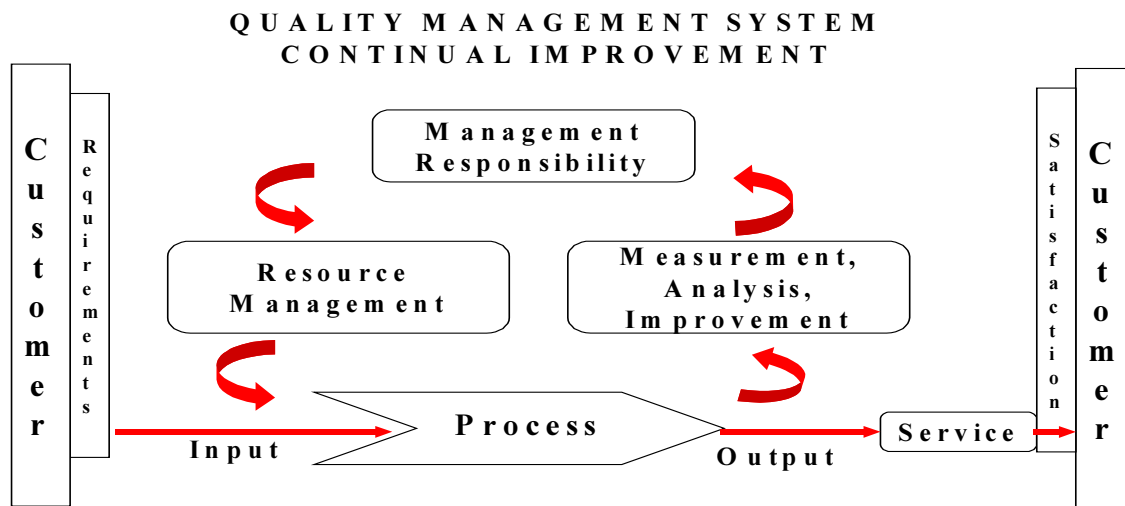 QUALITY MANAGEMENT SYSTEM
CONTINUAL IMPROVEMENT
Customer
Requirements
Management
Responsibility
Resource
Management
Measurement,
Analysis,
Improvement
Input
Process
Output
Service
Satisfaction
Customer